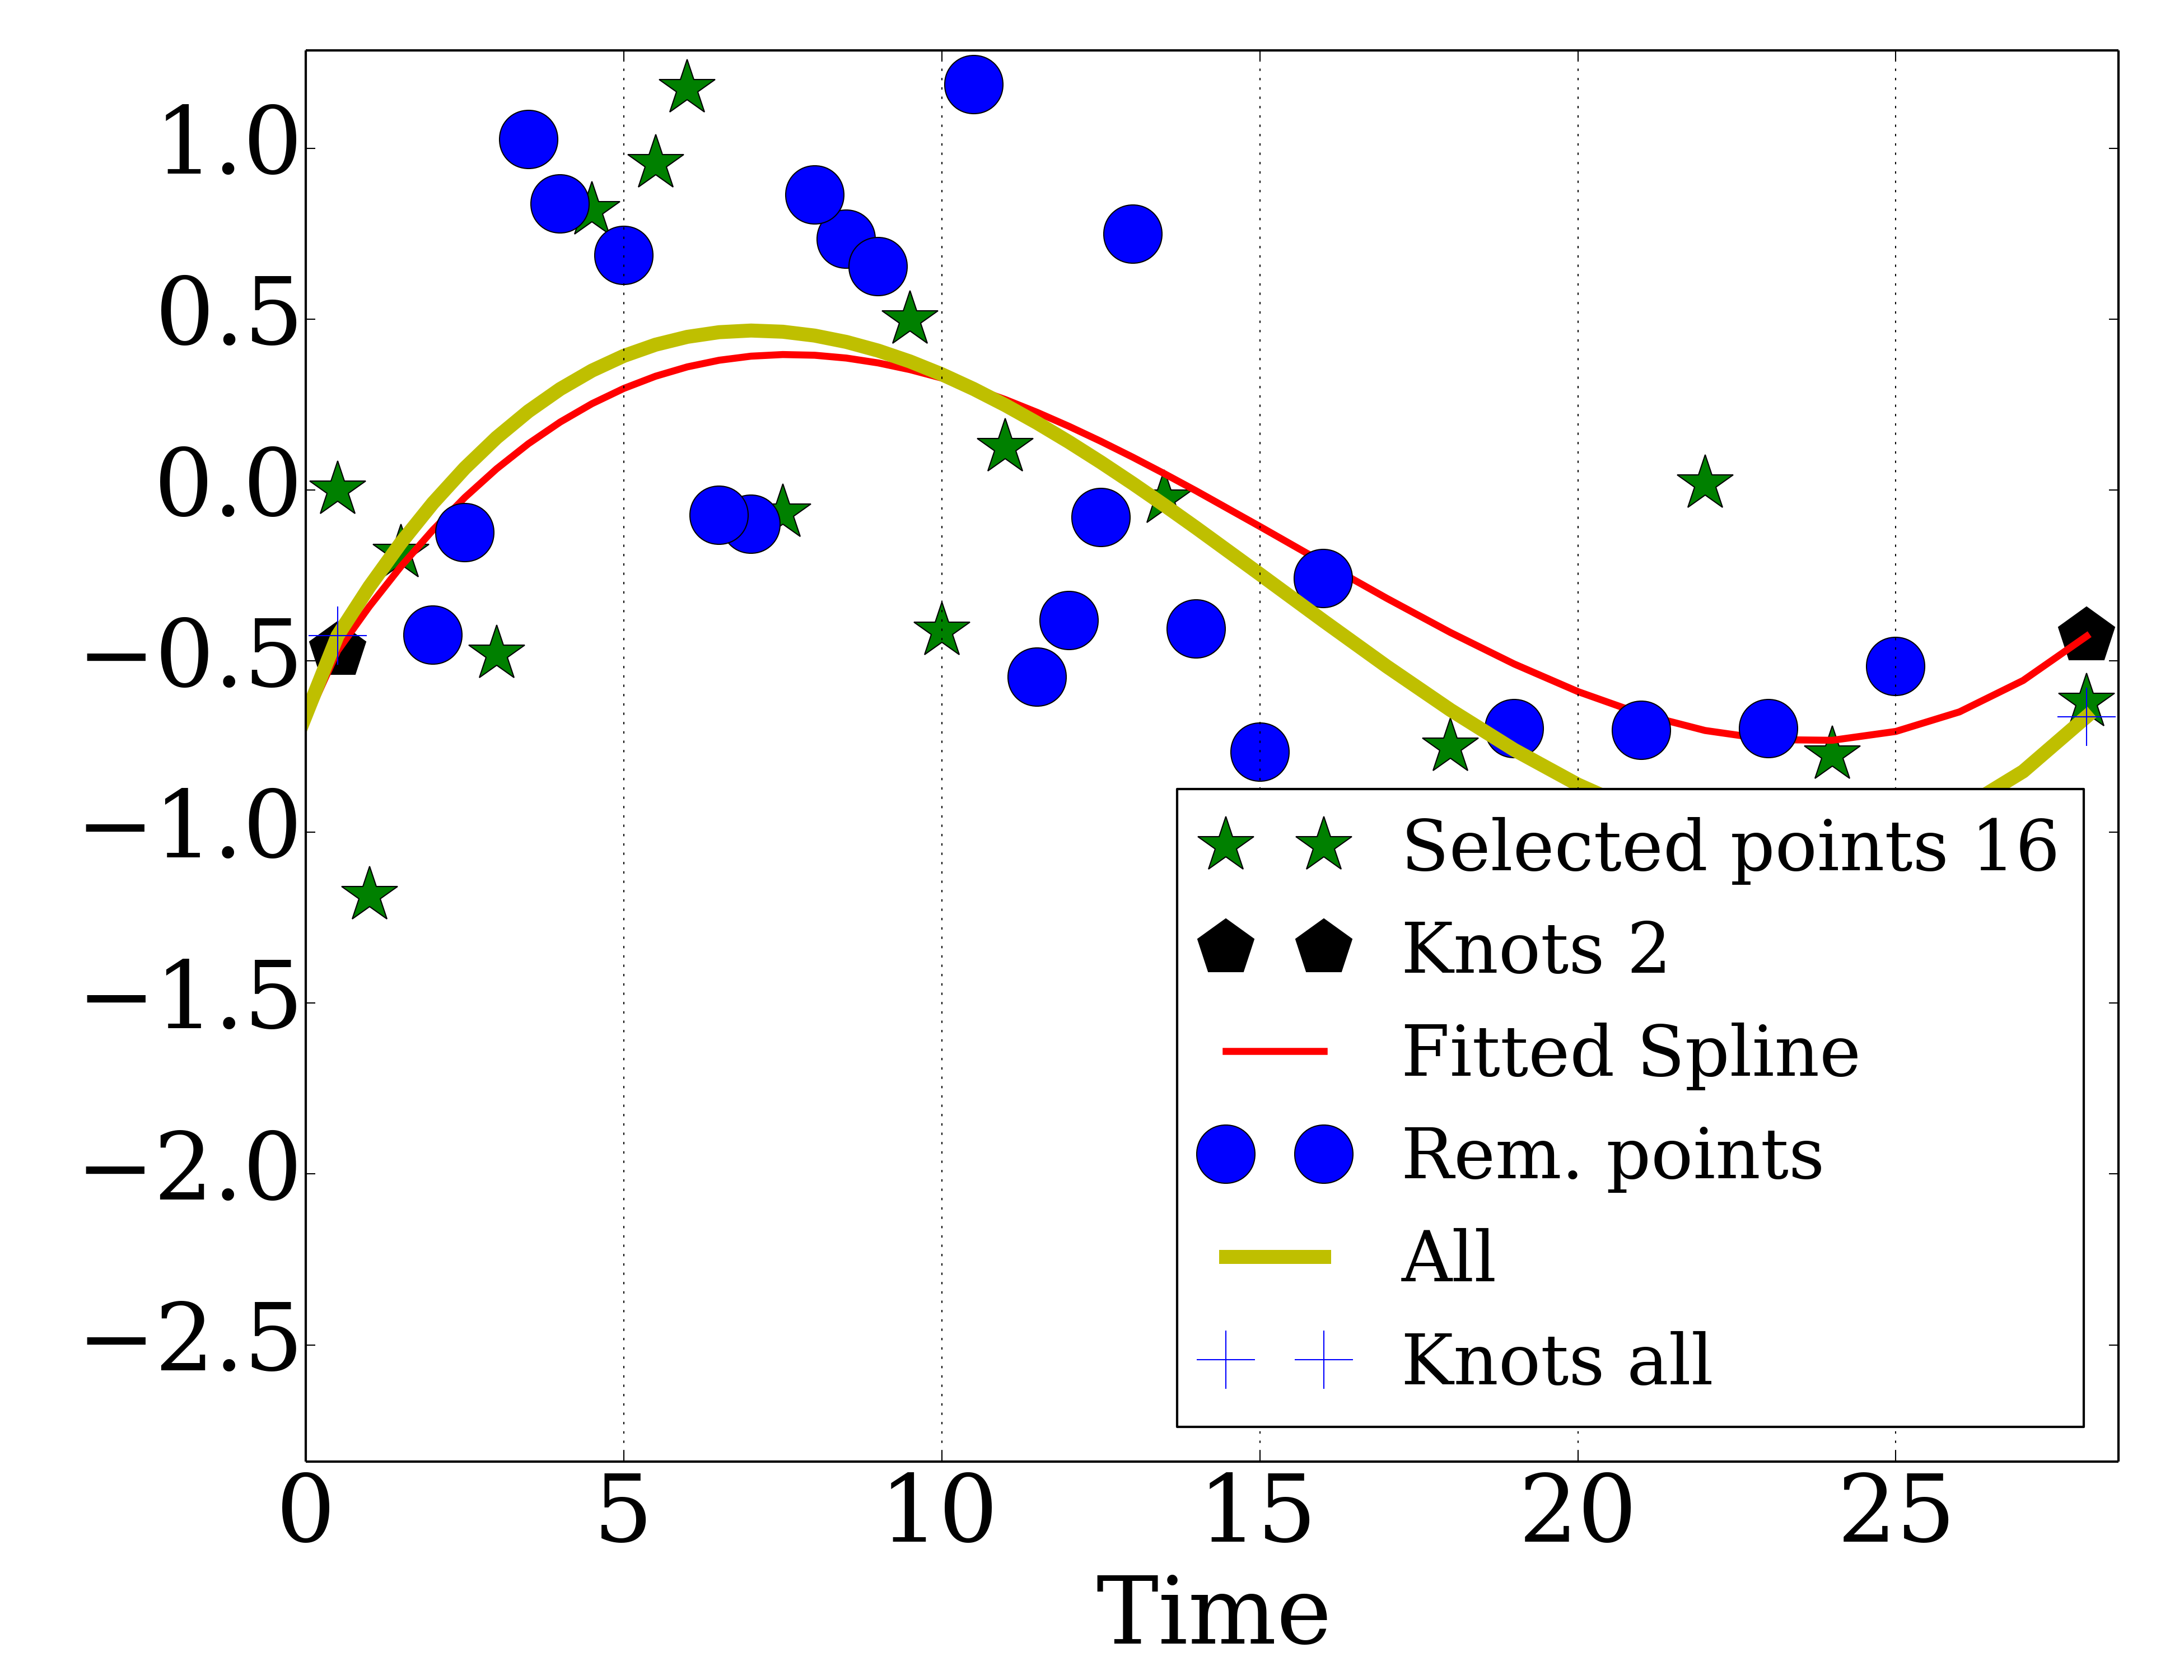 1.0
0.5
0.0
−0.5
−1.0
−1.5
−2.0
−2.5
Selected points 16
Knots 2
Fitted Spline
Rem. points
All
Knots all
0 5 10 15 20 25
Time